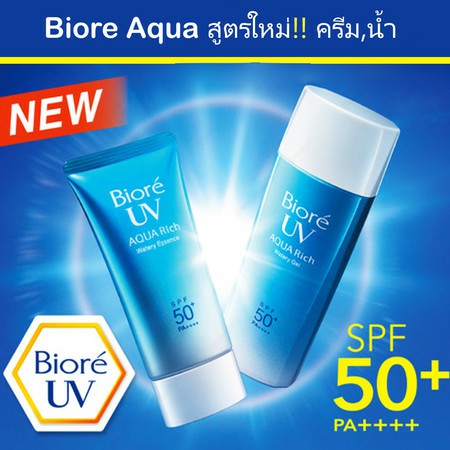 Biore Aqua สูตรใหม่!! ครีม,น้ำ
NEW
Bioré
UV
AQUA Rich
Watery Essence
SPF
50+
PA++++
Bioré
UV
AQUA Rich
Watery Gel
SPF
50+
PA++++
Bioré
UV
SPF
50+
PA++++